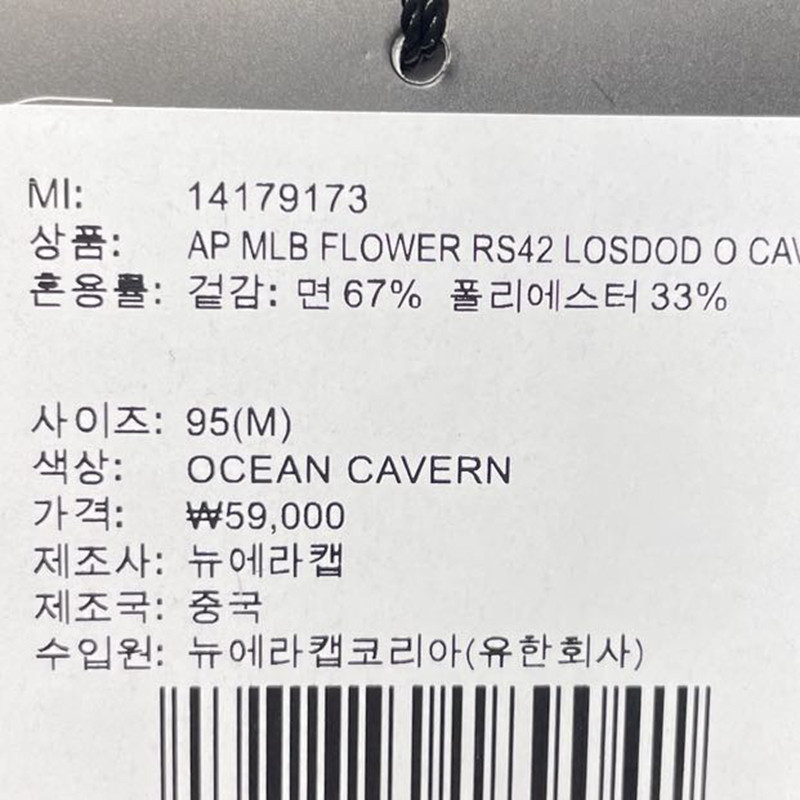 MI: 14179173
상품: AP MLB FLOWER RS42 LOSDOD O
혼용률: 겉감: 면 67% 폴리에스터 33%
사이즈: 95(M)
색상: OCEAN CAVERN
가격: ₩59,000
제조사: 뉴에라캡
제조국: 중국
수입원: 뉴에라캡코리아(유한회사)